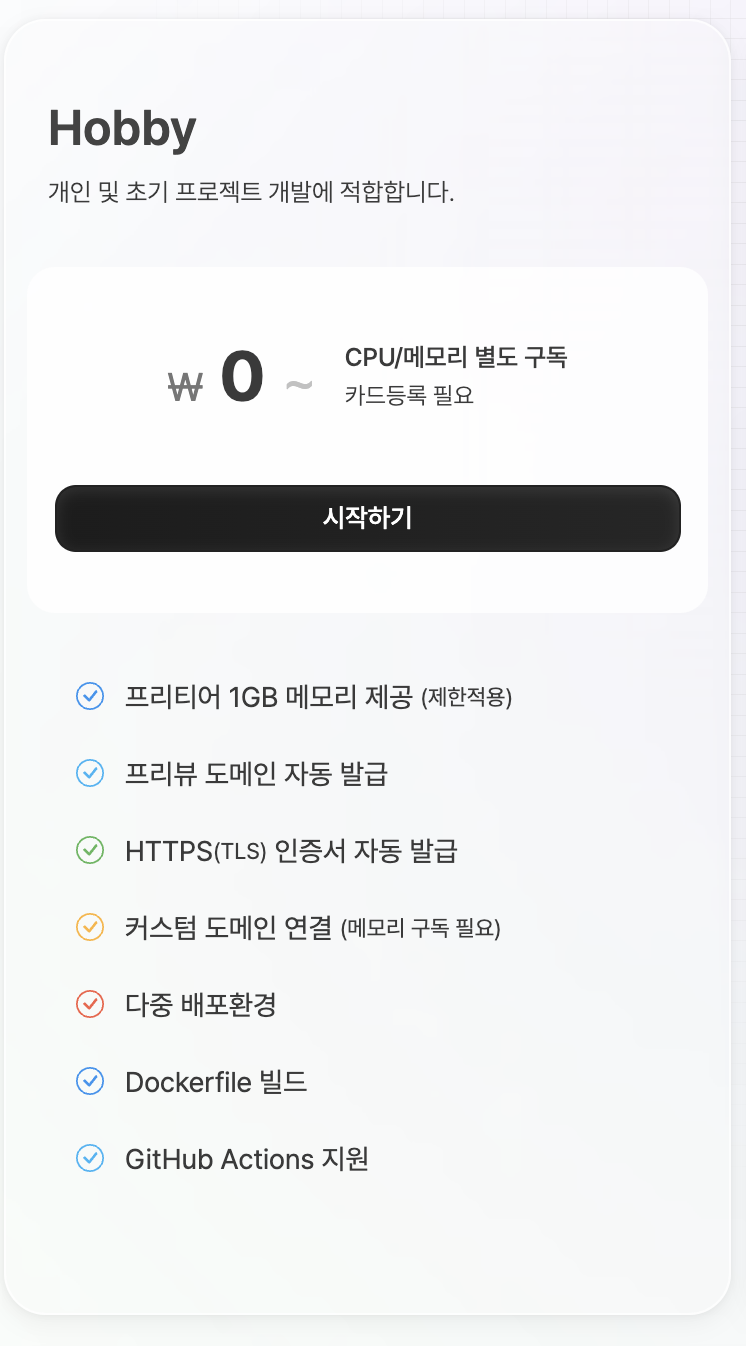 Hobby
개인 및 초기 프로젝트 개발에 적합합니다.
₩ 0 ~
CPU/메모리 별도 구독
카드등록 필요
시작하기
프리티어 1GB 메모리 제공 (제한적용)
프리뷰 도메인 자동 발급
HTTPS(TLS) 인증서 자동 발급
커스텀 도메인 연결 (메모리 구독 필요)
다중 배포환경
Dockerfile 빌드
GitHub Actions 지원